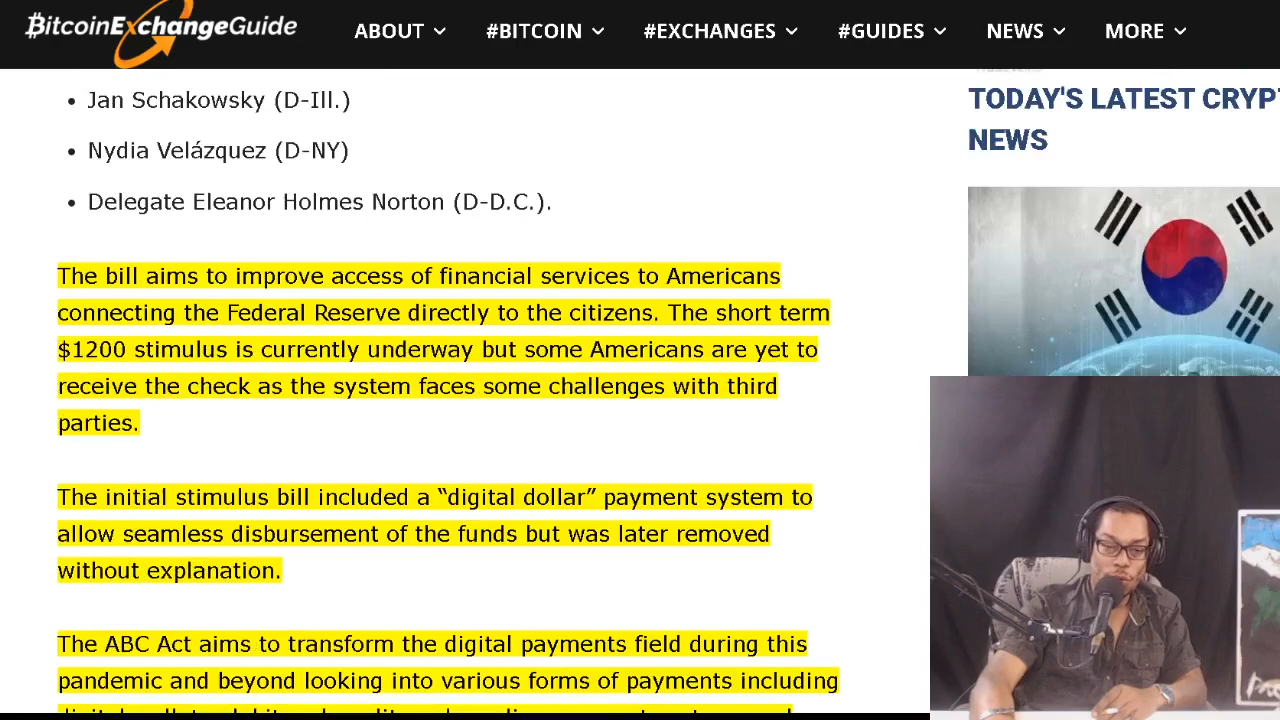 BitcoinExchangeGuide
ABOUT #BITCOIN #EXCHANGES #GUIDES NEWS MORE
• Jan Schakowsky (D-Ill.)
• Nydia Velázquez (D-NY)
• Delegate Eleanor Holmes Norton (D-D.C.).
The bill aims to improve access of financial services to Americans
connecting the Federal Reserve directly to the citizens. The short term
$1200 stimulus is currently underway but some Americans are yet to
receive the check as the system faces some challenges with third
parties.
The initial stimulus bill included a “digital dollar” payment system to
allow seamless disbursement of the funds but was later removed
without explanation.
The ABC Act aims to transform the digital payments field during this
pandemic and beyond looking into various forms of payments including
TODAY'S LATEST CRYP
NEWS